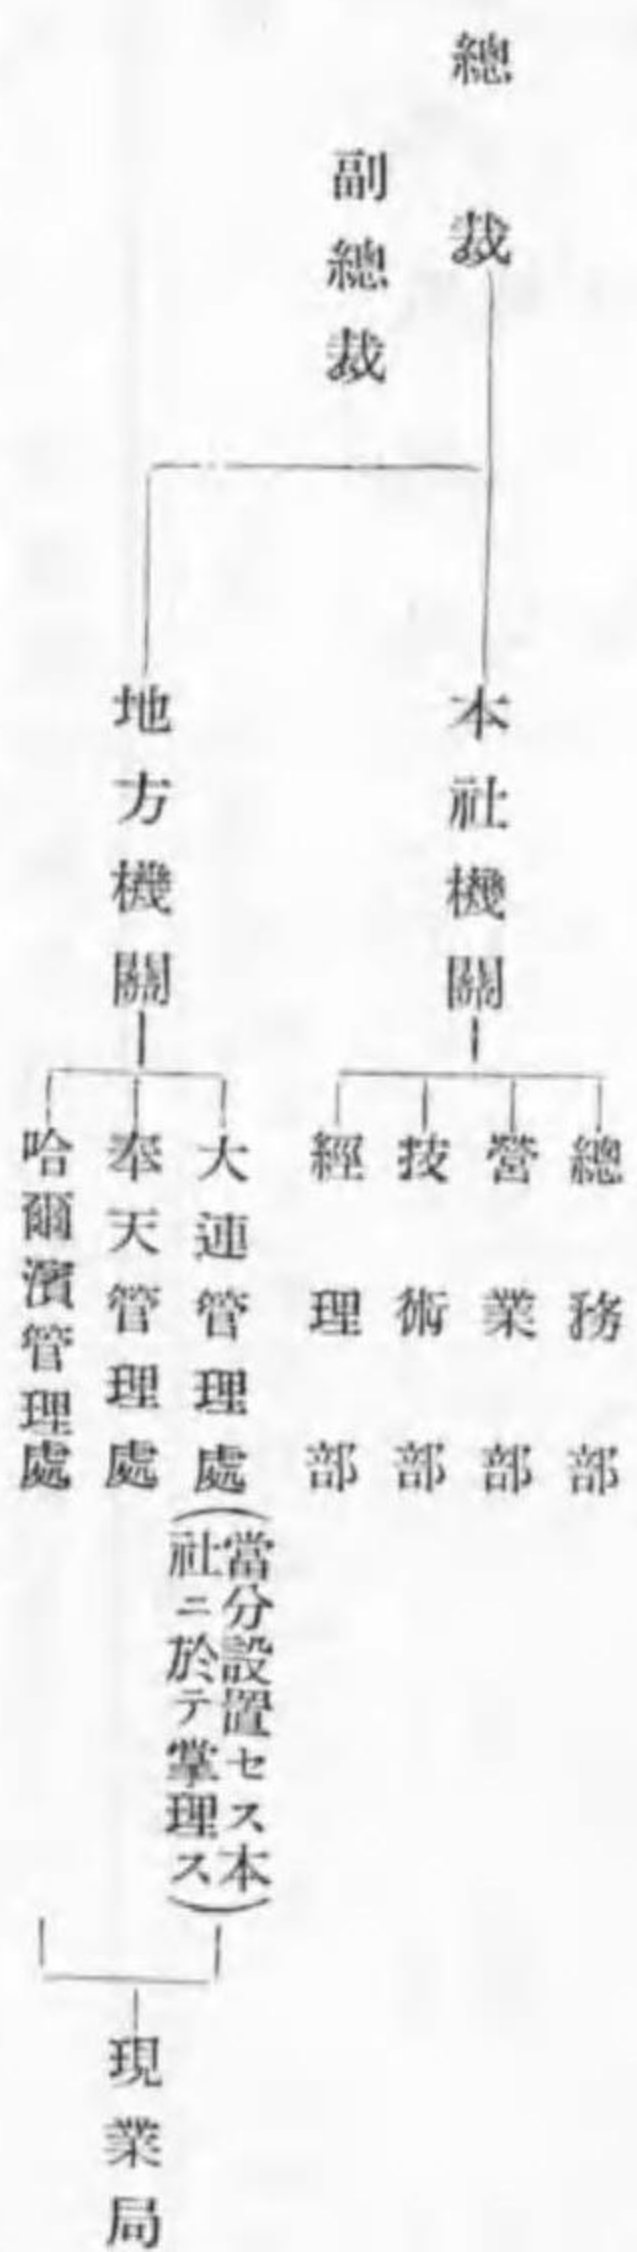 總裁
副總裁
本社機關
總務部
營業部
技術部
經理部
地方機關
大連管理處
(當分設置セス本
社ニ於テ掌理ス)
奉天管理處
哈爾濱管理處
現業局